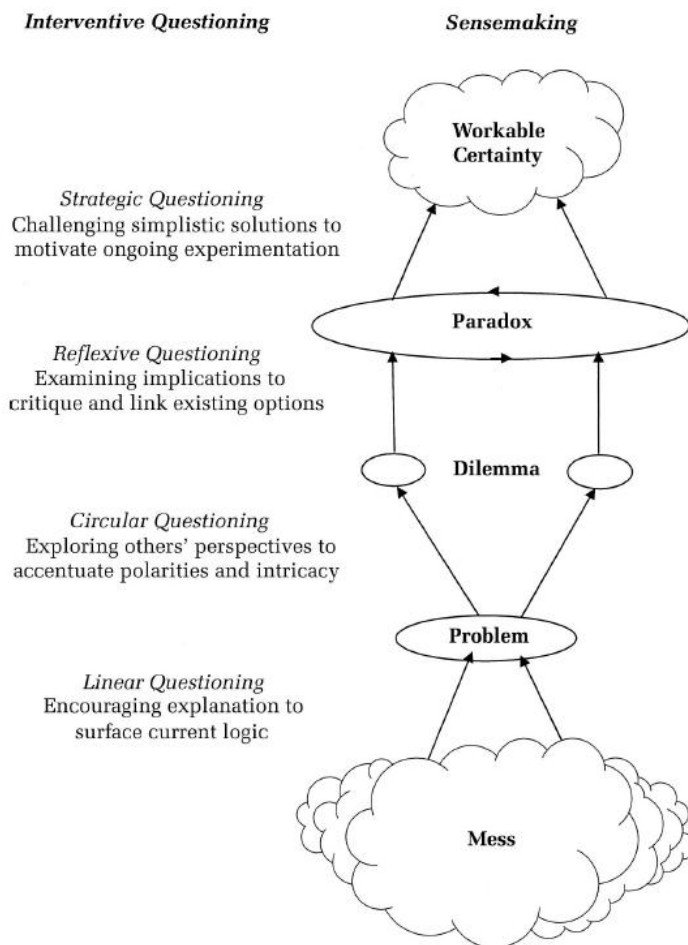 Interventive Questioning
Sensemaking
Workable
Certainty
Strategic Questioning
Challenging simplistic solutions to
motivate ongoing experimentation
Paradox
Reflexive Questioning
Examining implications to
critique and link existing options
Dilemma
Circular Questioning
Exploring others’ perspectives to
accentuate polarities and intricacy
Problem
Linear Questioning
Encouraging explanation to
surface current logic
Mess